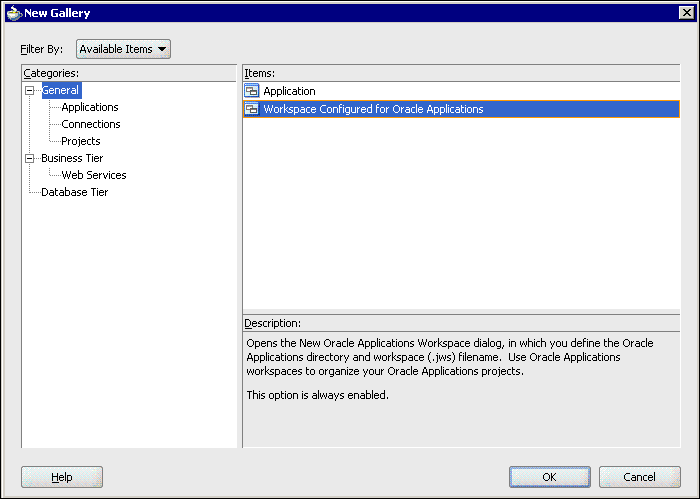 New Gallery
Filter By:
Available Items
Categories:
General
Applications
Connections
Projects
Business Tier
Web Services
Database Tier
Items:
Application
Workspace Configured for Oracle Applications
Description:
Opens the New Oracle Applications Workspace dialog, in which you define the Oracle
Applications directory and workspace (.jws) filename.  Use Oracle Applications
workspaces to organize your Oracle Applications projects.
This option is always enabled.
Help
OK
Cancel